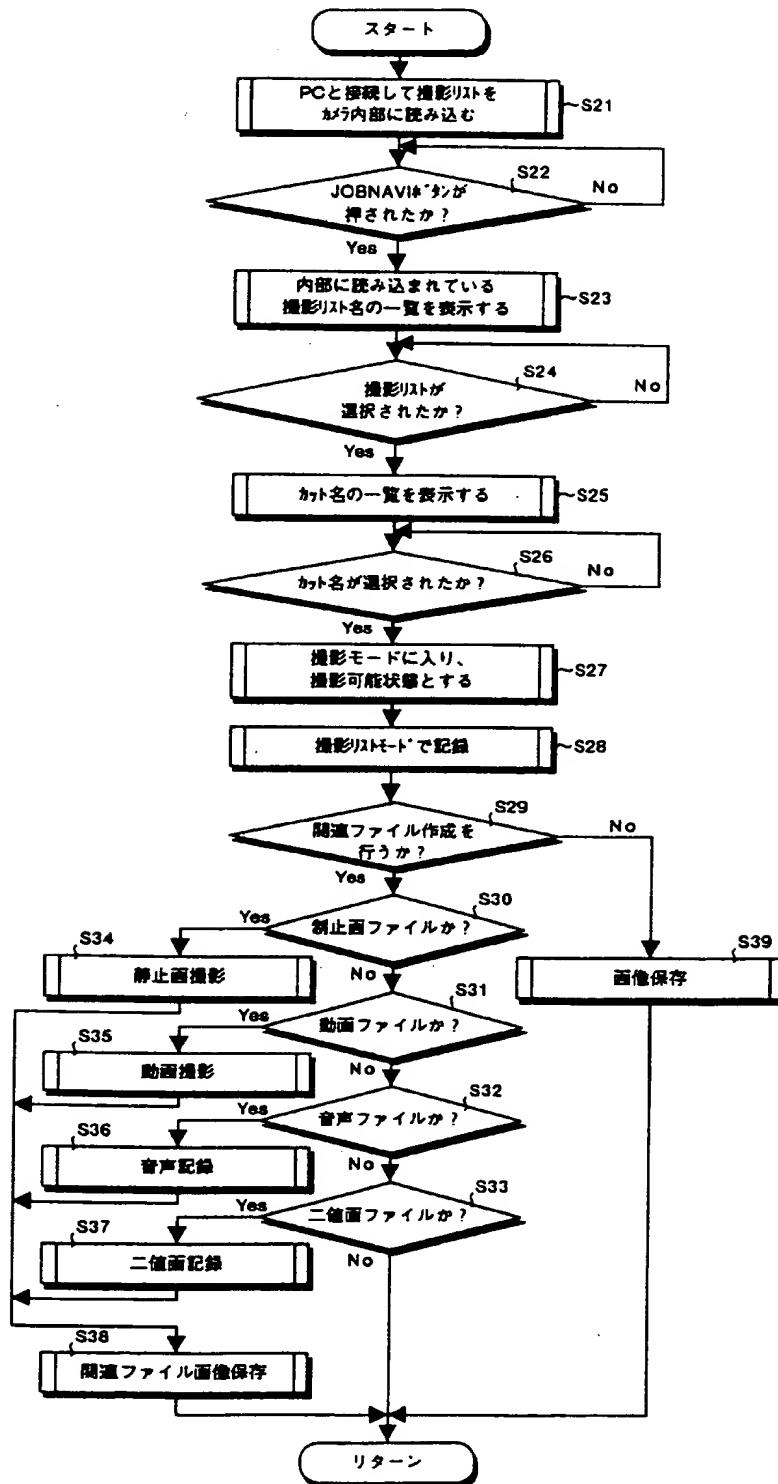 スタート
PCと接続して撮影リストを
カメラ内部に読み込む
S21
S22
JOBNAVIボタンが
押されたか？
No
Yes
内部に読み込まれている
撮影リスト名の一覧を表示する
S23
S24
撮影リストが
選択されたか？
No
Yes
カット名の一覧を表示する
S25
S26
カット名が選択されたか？
No
Yes
撮影モードに入り、
撮影可能状態とする
S27
撮影リストモードで記録
S28
S29
関連ファイル作成を
行うか？
No
Yes
S30
制止画ファイルか？
Yes
No
S34
静止画撮影
S39
画像保存
S31
動画ファイルか？
Yes
No
S35
動画撮影
S32
音声ファイルか？
Yes
No
S36
音声記録
S33
二値画ファイルか？
Yes
No
S37
二値画記録
S38
関連ファイル画像保存
リターン